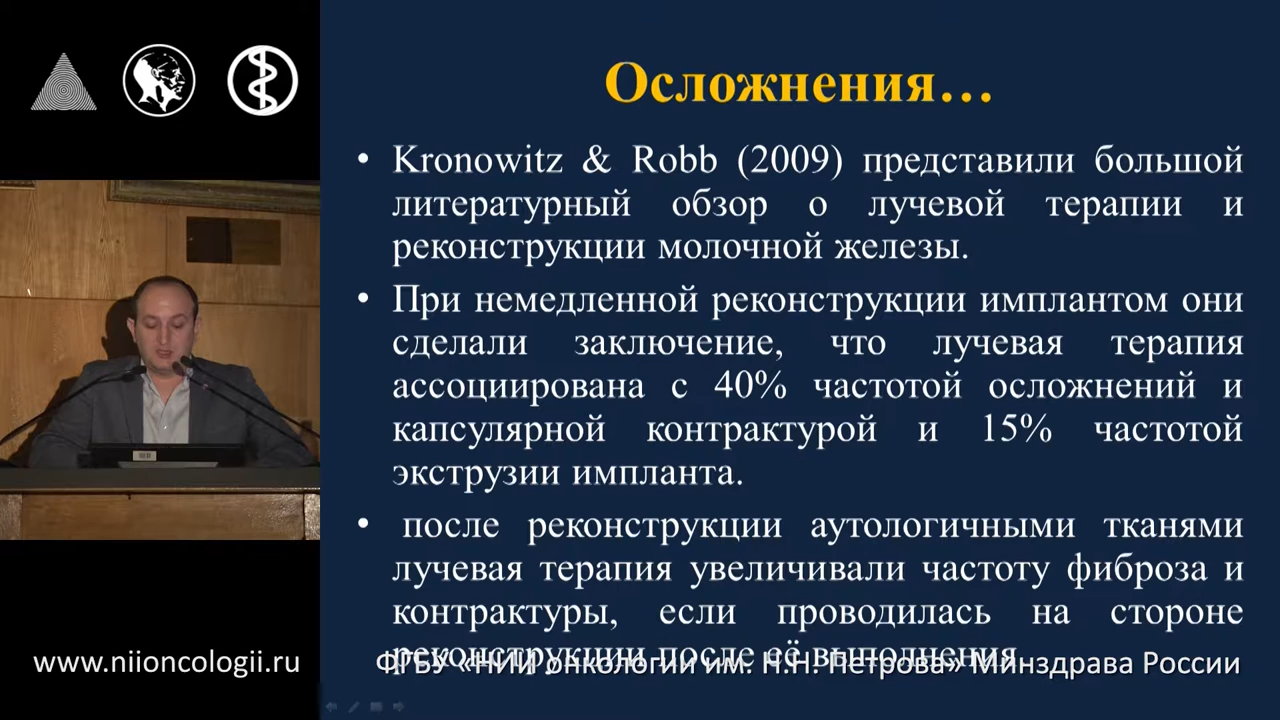 Осложнения…
• Kronowitz & Robb (2009) представили большой
литературный обзор о лучевой терапии и
реконструкции молочной железы.
• При немедленной реконструкции имплантом они
сделали заключение, что лучевая терапия
ассоциирована с 40% частотой осложнений и
капсулярной контрактурой и 15% частотой
экструзии импланта.
• после реконструкции аутологичными тканями
лучевая терапия увеличивали частоту фиброза и
контрактуры, если проводилась на стороне
реконструкции после её выполнения
www.niioncologii.ru
ФГБУ «НИИ онкологии им. Н.Н. Петрова» Минздрава России